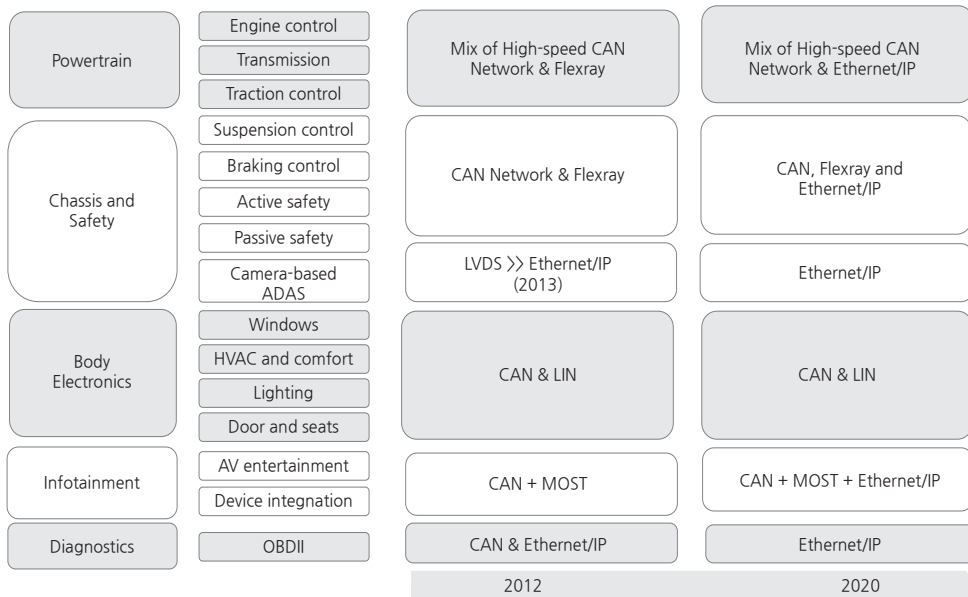 Powertrain
Engine control
Transmission
Traction control
Mix of High-speed CAN
Network & Flexray
Mix of High-speed CAN
Network & Ethernet/IP
Chassis and
Safety
Suspension control
Braking control
Active safety
Passive safety
Camera-based
ADAS
CAN Network & Flexray
CAN, Flexray and
Ethernet/IP
LVDS >> Ethernet/IP
(2013)
Ethernet/IP
Body
Electronics
Windows
HVAC and comfort
Lighting
Door and seats
CAN & LIN
CAN & LIN
Infotainment
AV entertainment
Device integnation
CAN + MOST
CAN + MOST + Ethernet/IP
Diagnostics
OBDII
CAN & Ethernet/IP
Ethernet/IP
2012
2020